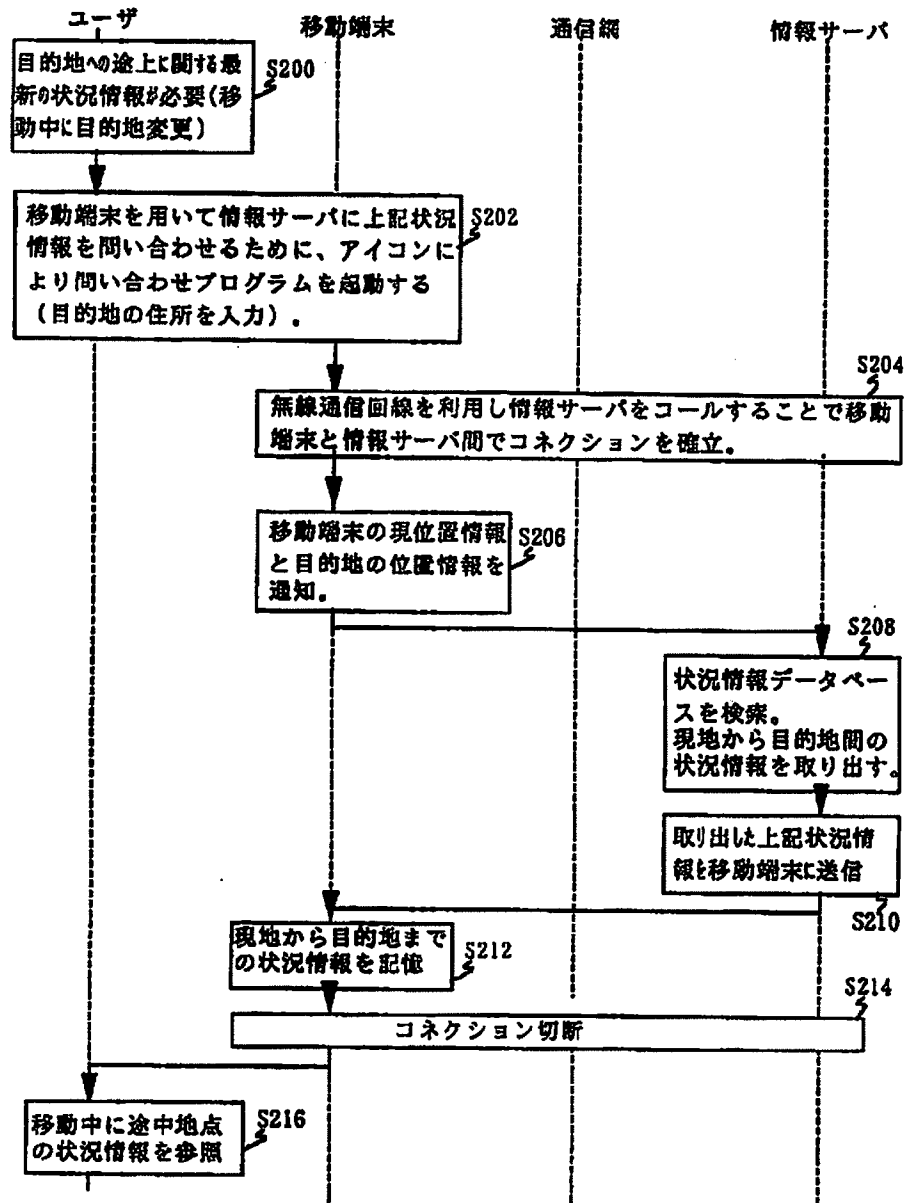 ユーザ
移動端末
通信網
情報サーバ
目的地への途上に関する最
新の状況情報が必要(移
動中に目的地変更)
S200
移動端末を用いて情報サーバに上記状況
情報を問い合わせるために、アイコンに
より問い合わせプログラムを起動する
(目的地の住所を入力).
S202
S204
無線通信回線を利用し情報サーバをコールすることで移動
端末と情報サーバ間でコネクションを確立。
移動端末の現位置情報
と目的地の位置情報を
通知。
S206
S208
状況情報データベー
スを検索。
現地から目的地間の
状況情報を取り出す。
取り出した上記状況情
報を移動端末に送信
S210
現地から目的地まで
の状況情報を記憶
S212
S214
コネクション切断
移動中に途中地点
の状況情報を参照
S216